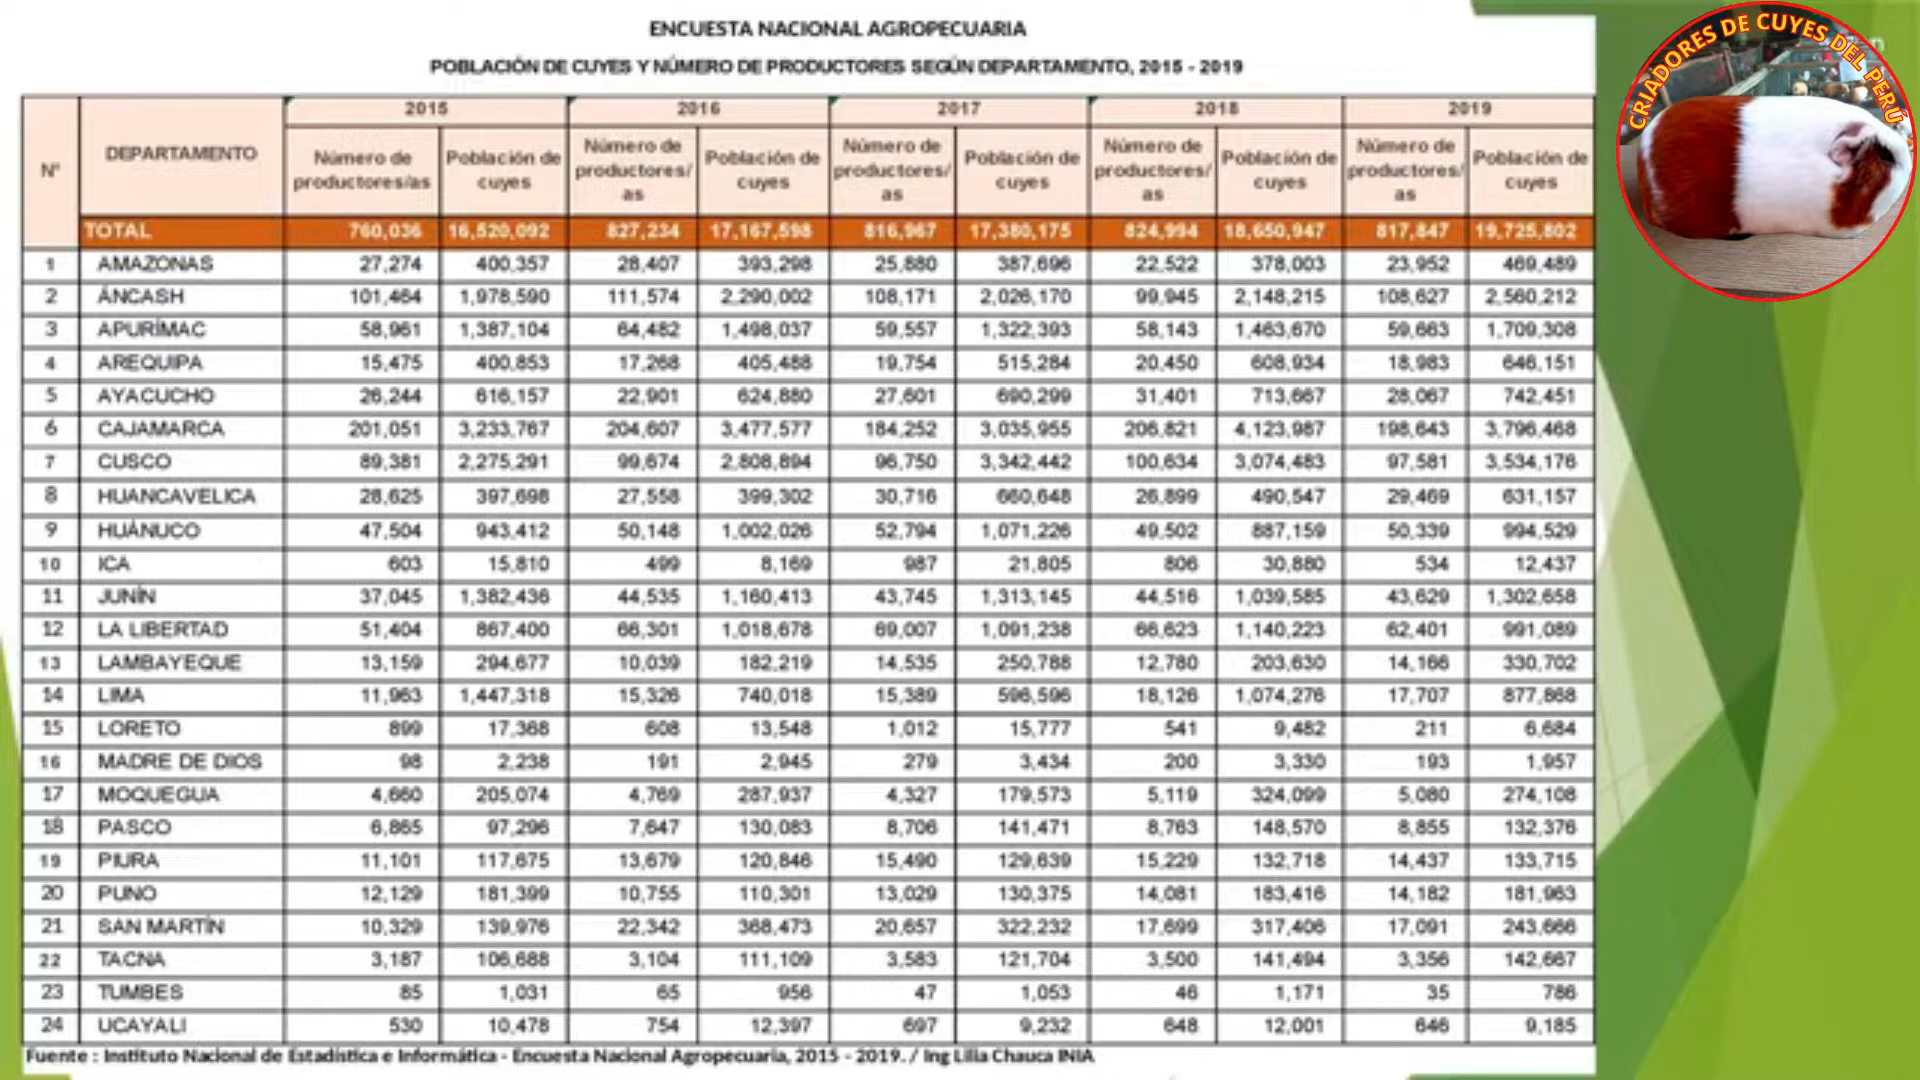 ENCUESTA NACIONAL AGROPECUARIA
POBLACIÓN DE CUYES Y NÚMERO DE PRODUCTORES SEGÚN DEPARTAMENTO, 2015 - 2019
CRIADORES DE CUYES DEL PERÚ
N° DEPARTAMENTO 2015 2016 2017 2018 2019
Número de productores/as Población de cuyes Número de productores/as Población de cuyes Número de productores/as Población de cuyes Número de productores/as Población de cuyes Número de productores/as Población de cuyes
TOTAL 760,036 16,520,092 827,234 17,167,598 816,967 17,380,175 824,994 18,650,947 817,847 19,725,802
1 AMAZONAS 27,274 400,357 28,407 393,298 25,880 387,696 22,522 378,003 23,952 469,489
2 ÁNCASH 101,464 1,978,590 111,574 2,290,002 108,171 2,026,170 99,945 2,148,215 108,627 2,560,212
3 APURÍMAC 58,961 1,387,104 64,482 1,498,037 59,557 1,322,393 58,143 1,463,670 59,663 1,709,308
4 AREQUIPA 15,475 400,853 17,268 405,488 19,754 515,284 20,450 608,934 18,983 646,151
5 AYACUCHO 26,244 616,157 22,901 624,880 27,601 690,299 31,401 713,667 28,067 742,451
6 CAJAMARCA 201,051 3,233,767 204,607 3,477,577 184,252 3,035,955 206,821 4,123,987 198,643 3,796,468
7 CUSCO 89,381 2,275,291 99,674 2,808,894 96,750 3,342,442 100,634 3,074,483 97,581 3,534,176
8 HUANCAVELICA 28,625 397,698 27,558 399,302 30,716 660,648 26,899 490,547 29,469 631,157
9 HUÁNUCO 47,504 943,412 50,148 1,002,026 52,794 1,071,226 49,502 887,159 50,339 994,529
10 ICA 603 15,810 499 8,169 987 21,805 806 30,880 534 12,437
11 JUNÍN 37,045 1,382,436 44,535 1,160,413 43,745 1,313,145 44,516 1,039,585 43,629 1,302,658
12 LA LIBERTAD 51,404 867,400 66,301 1,018,678 69,007 1,091,238 66,623 1,140,223 62,401 991,089
13 LAMBAYEQUE 13,159 294,677 10,039 182,219 14,535 250,788 12,780 203,630 14,166 330,702
14 LIMA 11,963 1,447,318 15,326 740,018 15,389 596,596 18,126 1,074,276 17,707 877,868
15 LORETO 899 17,368 608 13,548 1,012 15,777 541 9,482 211 6,684
16 MADRE DE DIOS 98 2,238 191 2,945 279 3,434 200 3,330 193 1,957
17 MOQUEGUA 4,660 205,074 4,769 287,937 4,327 179,573 5,119 324,099 5,080 274,108
18 PASCO 6,865 97,296 7,647 130,083 8,706 141,471 8,763 148,570 8,855 132,376
19 PIURA 11,101 117,675 13,679 120,846 15,490 129,639 15,229 132,718 14,437 133,715
20 PUNO 12,129 181,399 10,755 110,301 13,029 130,375 14,081 183,416 14,182 181,963
21 SAN MARTÍN 10,329 139,976 22,342 368,473 20,657 322,232 17,699 317,406 17,091 243,666
22 TACNA 3,187 106,688 3,104 111,109 3,583 121,704 3,500 141,494 3,356 142,667
23 TUMBES 85 1,031 65 956 47 1,053 46 1,171 35 786
24 UCAYALI 530 10,478 754 12,397 697 9,232 648 12,001 646 9,185
Fuente : Instituto Nacional de Estadística e Informática - Encuesta Nacional Agropecuaria, 2015 - 2019. / Ing Lilia Chauca INIA